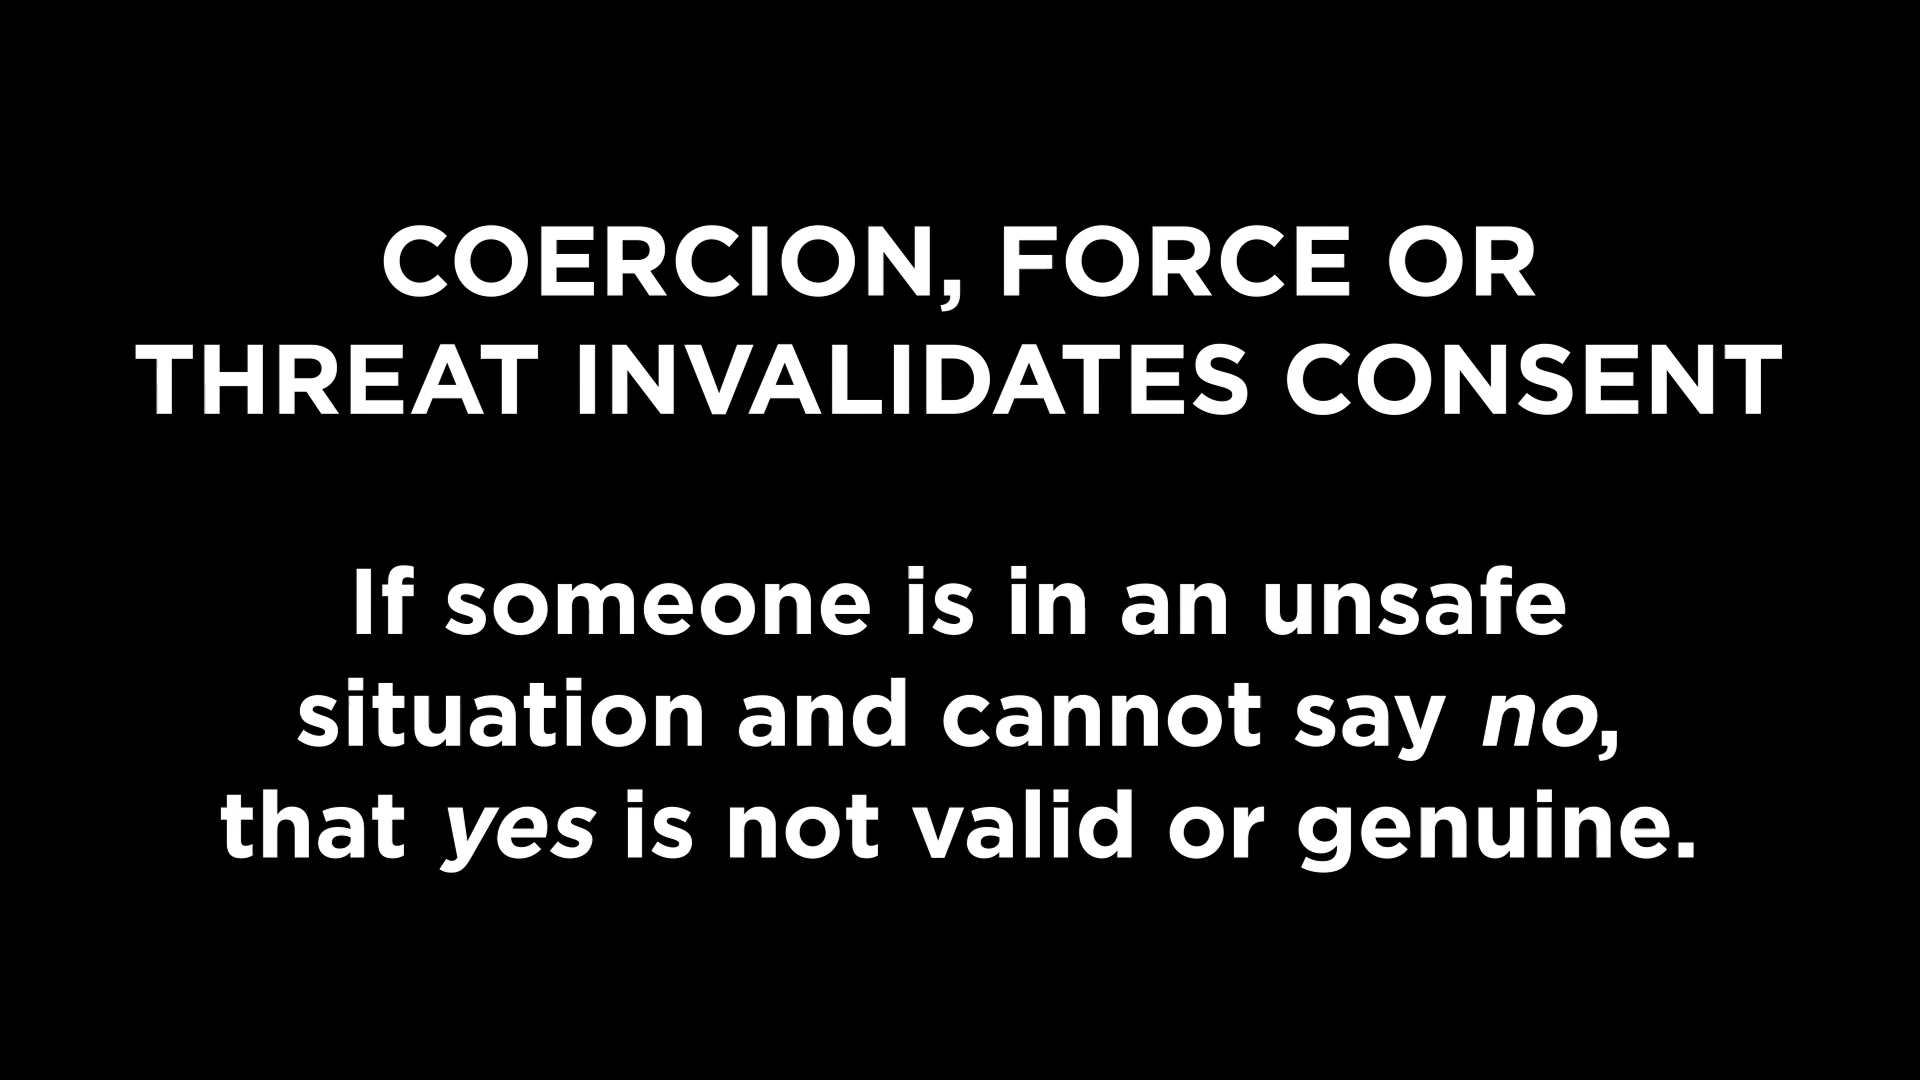 COERCION, FORCE OR
THREAT INVALIDATES CONSENT
If someone is in an unsafe
situation and cannot say no,
that yes is not valid or genuine.